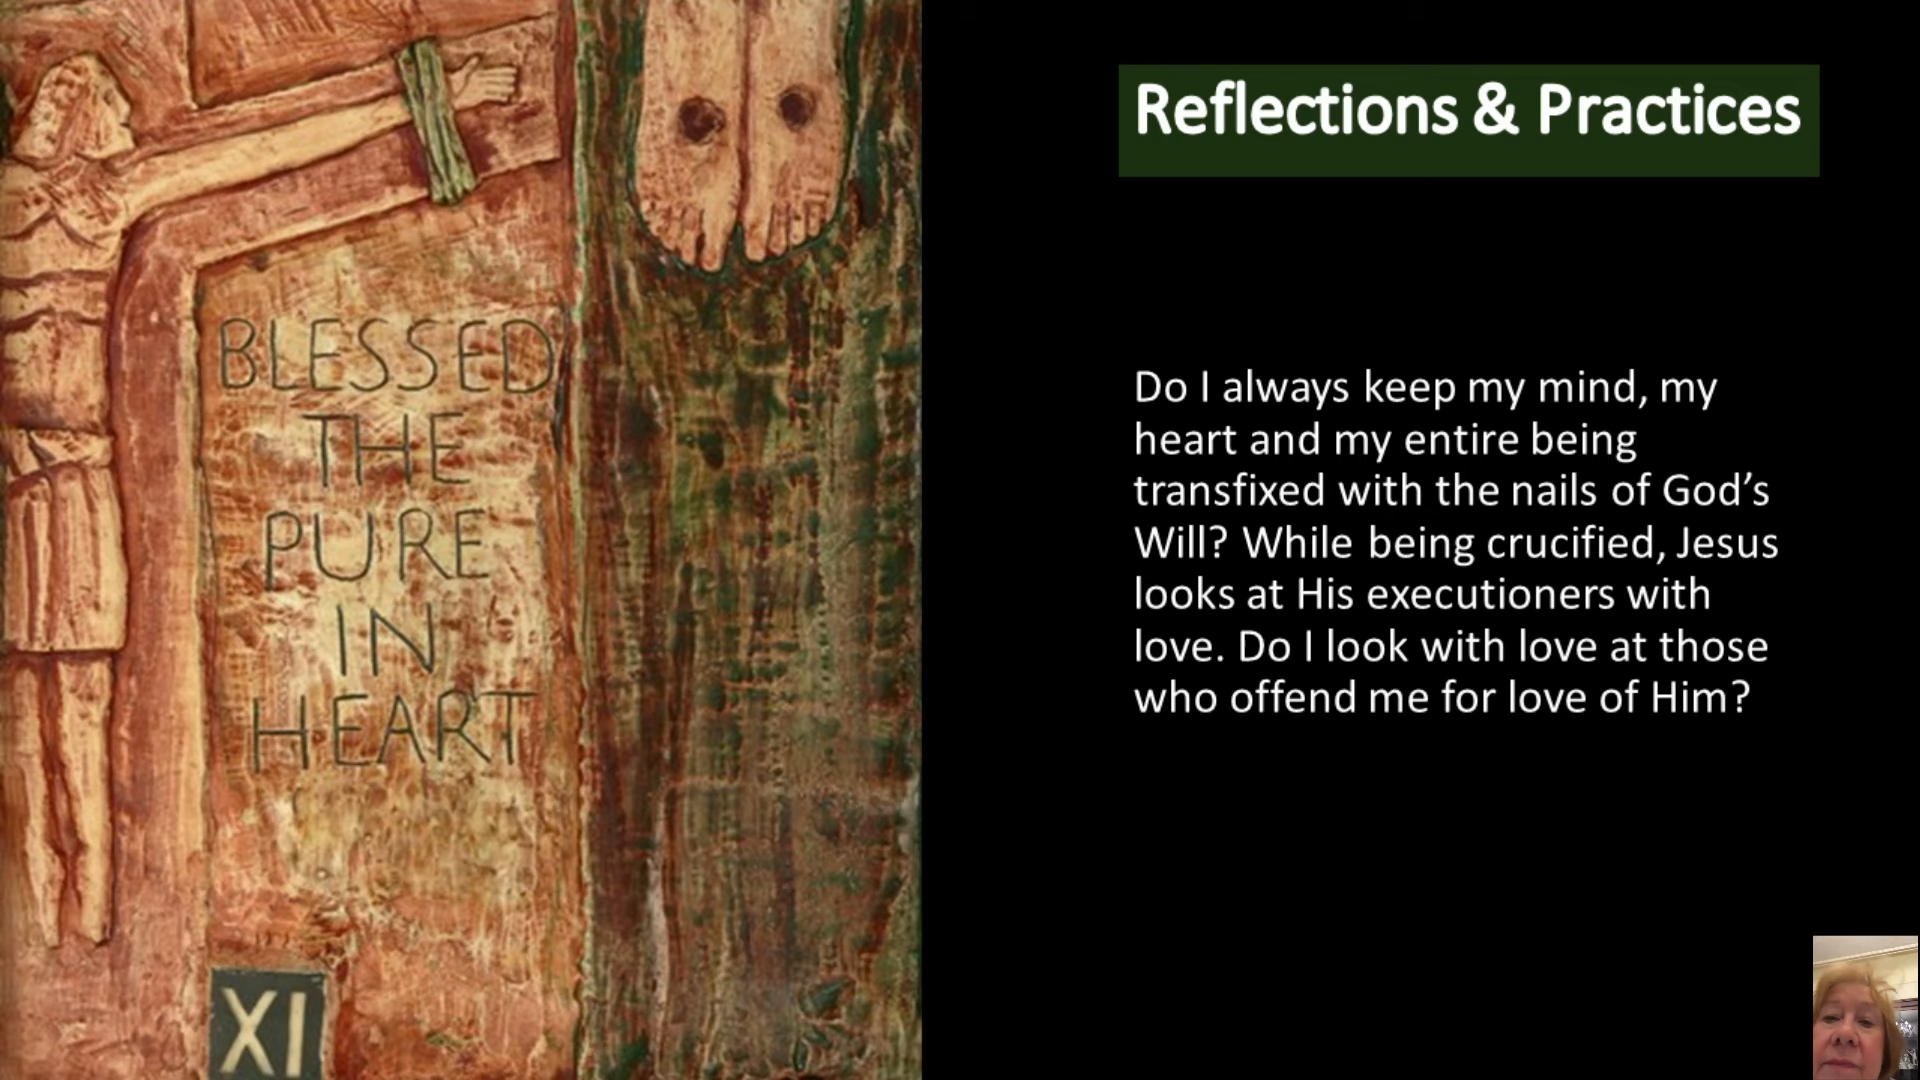 BLESSED
THE
PURE
IN
HEART
XI
Reflections & Practices
Do I always keep my mind, my
heart and my entire being
transfixed with the nails of God’s
Will? While being crucified, Jesus
looks at His executioners with
love. Do I look with love at those
who offend me for love of Him?